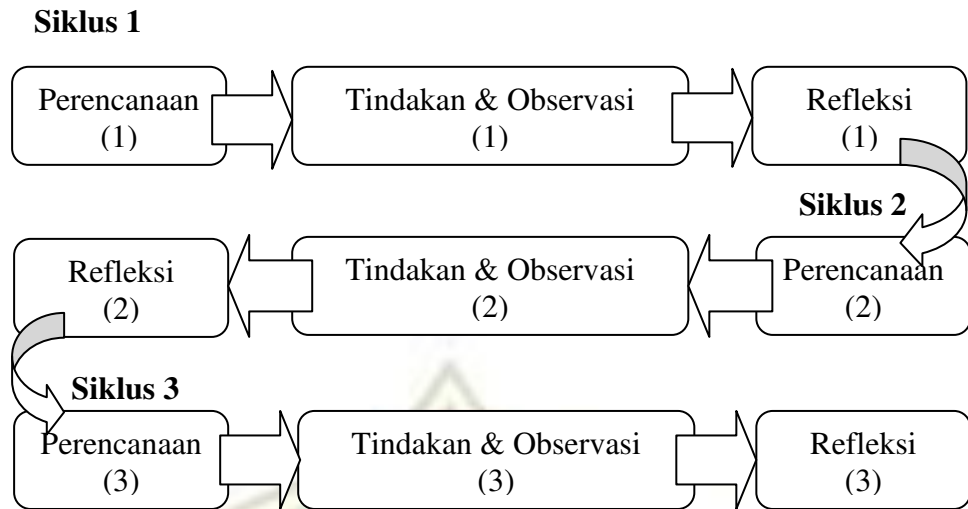 Siklus 1
Perencanaan
(1)
Tindakan & Observasi
(1)
Refleksi
(1)
Siklus 2
Perencanaan
(2)
Tindakan & Observasi
(2)
Refleksi
(2)
Siklus 3
Perencanaan
(3)
Tindakan & Observasi
(3)
Refleksi
(3)